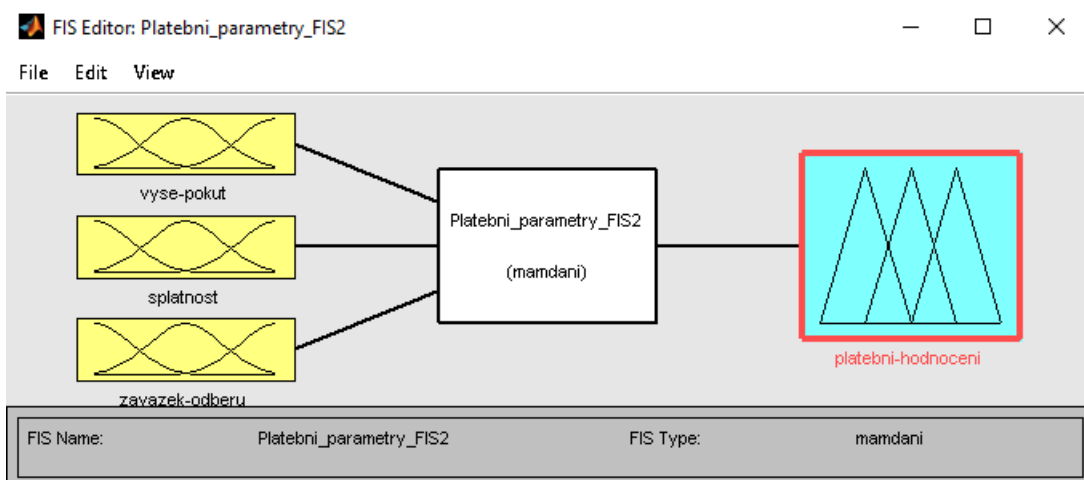 FIS Editor: Platebni_parametry_FIS2
File Edit View
vyse-pokut
splatnost
zavazek-odberu
Platebni_parametry_FIS2
(mamdani)
platebni-hodnoceni
FIS Name: Platebni_parametry_FIS2 FIS Type: mamdani